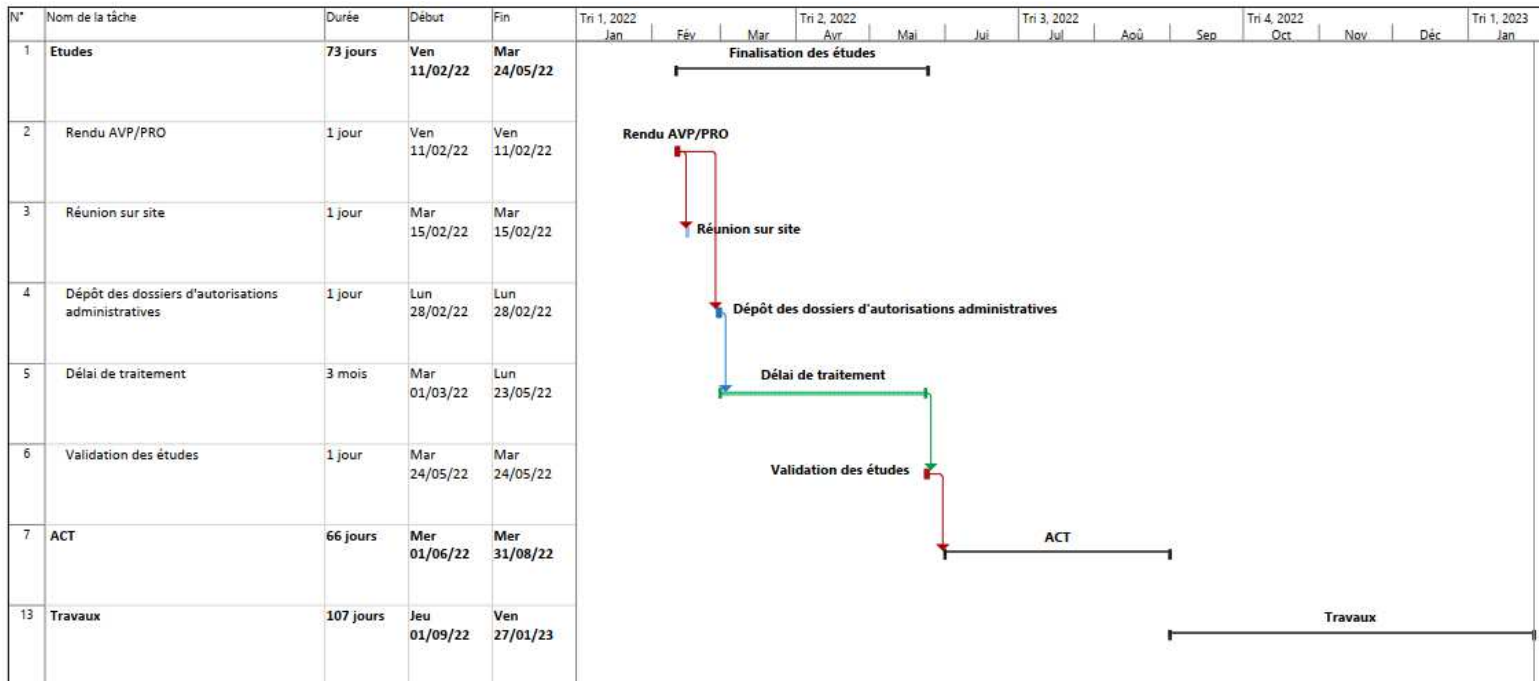 N° Nom de la tâche Durée Début Fin Tri 1, 2022 Tri 2, 2022 Tri 3, 2022 Tri 4, 2022 Tri 1, 2023
Jan Fév Mar Avr Mai Jui Jul Aoû Sep Oct Nov Déc Jan
1 Etudes 73 jours Ven Mar Finalisation des études
11/02/22 24/05/22
2 Rendu AVP/PRO 1 jour Ven Ven Rendu AVP/PRO
11/02/22 11/02/22
3 Réunion sur site 1 jour Mar Mar
15/02/22 15/02/22 Réunion sur site
4 Dépôt des dossiers d'autorisations 1 jour Lun Lun
administratives 28/02/22 28/02/22 Dépôt des dossiers d'autorisations administratives
5 Délai de traitement 3 mois Mar Lun Délai de traitement
01/03/22 23/05/22
6 Validation des études 1 jour Mar Mar
24/05/22 24/05/22 Validation des études
7 ACT 66 jours Mer Mer ACT
01/06/22 31/08/22
13 Travaux 107 jours Jeu Ven Travaux
01/09/22 27/01/23